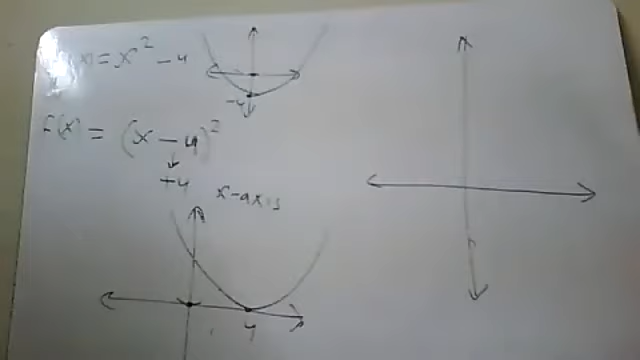 f(x) = x² - 4
-4
F(x) = (x - 4)²
+4 x-axis
4